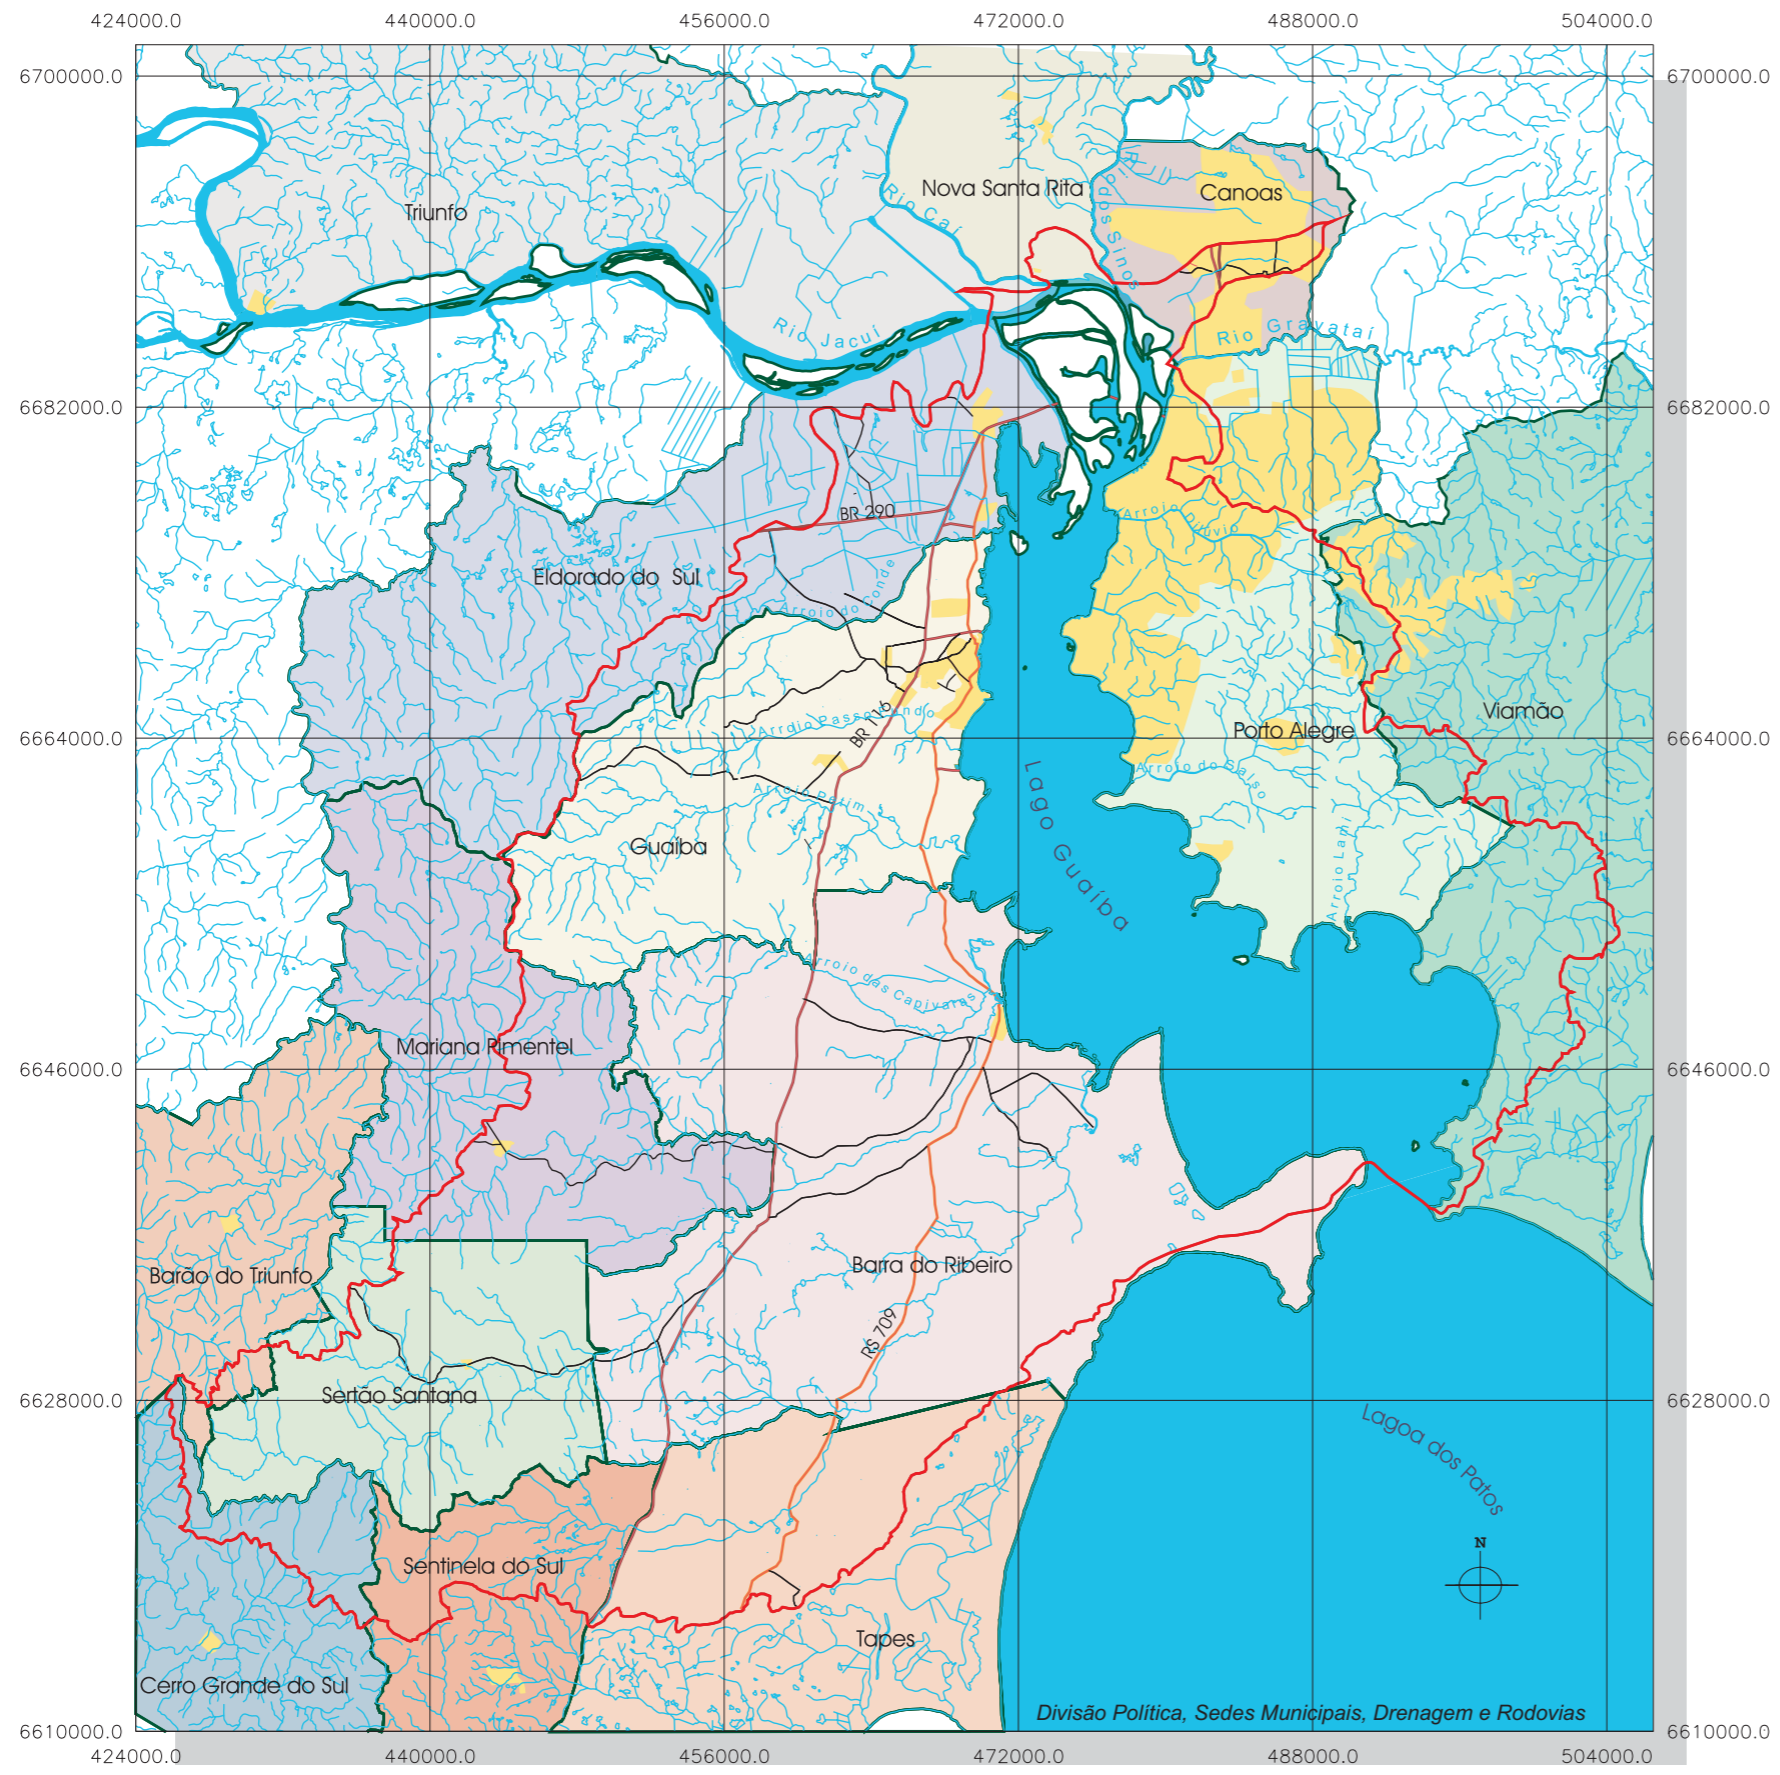 424000.0 440000.0 456000.0 472000.0 488000.0 504000.0
6700000.0 6700000.0
Nova Santa Rita
Canoas
Triunfo
Rio Caí
Rio dos Sinos
Rio Jacuí
Rio Gravataí
6682000.0 6682000.0
BR 290
Arroio Dilúvio
Eldorado do Sul
Arroio do Conde
Viamão
Arroio Passo Fundo
BR 116
Porto Alegre
6664000.0 6664000.0
Arroio do Salso
Lago Guaíba
Arroio Petim
Guaíba
Arroio Lami
Arroio das Capivaras
Mariana Pimentel
6646000.0 6646000.0
Barra do Ribeiro
Barão do Triunfo
RS 709
Sertão Santana
6628000.0 6628000.0
Lagoa dos Patos
N
Sentinela do Sul
Tapes
Cerro Grande do Sul
Divisão Política, Sedes Municipais, Drenagem e Rodovias
6610000.0 6610000.0
424000.0 440000.0 456000.0 472000.0 488000.0 504000.0